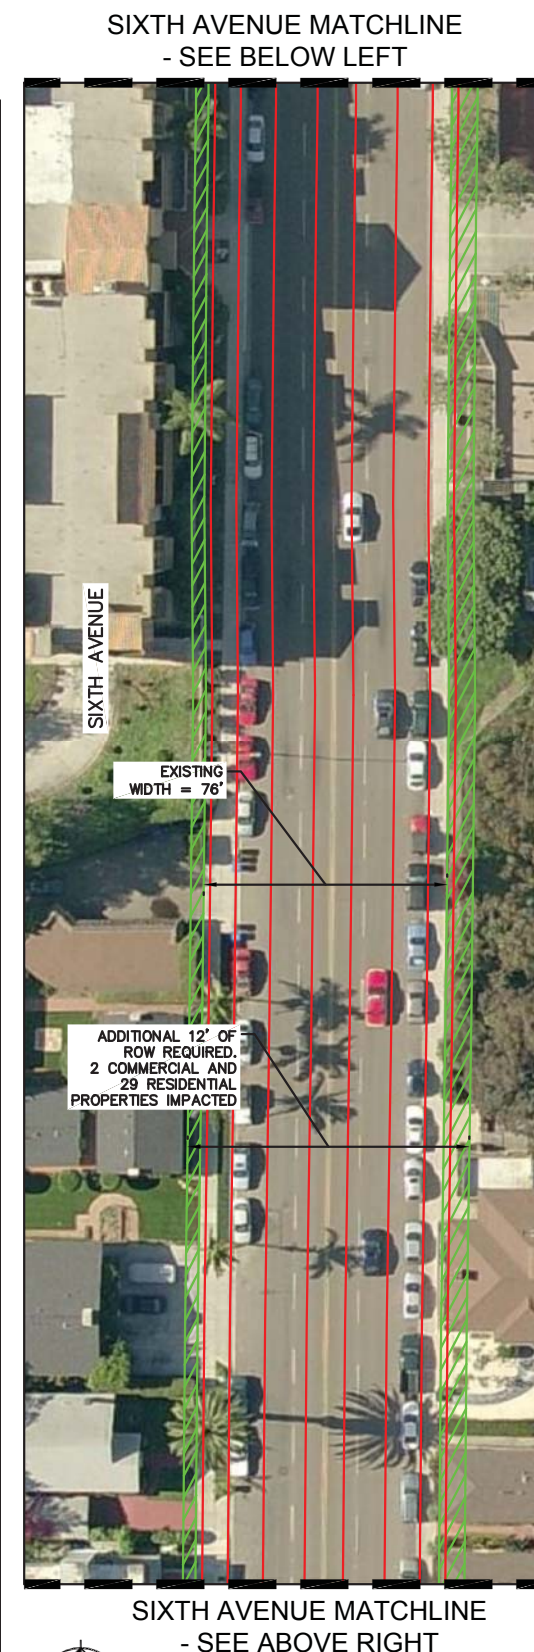 SIXTH AVENUE MATCHLINE
- SEE BELOW LEFT
SIXTH AVENUE
EXISTING
WIDTH = 76'
ADDITIONAL 12' OF
ROW REQUIRED.
2 COMMERCIAL AND
29 RESIDENTIAL
PROPERTIES IMPACTED
SIXTH AVENUE MATCHLINE
- SEE ABOVE RIGHT